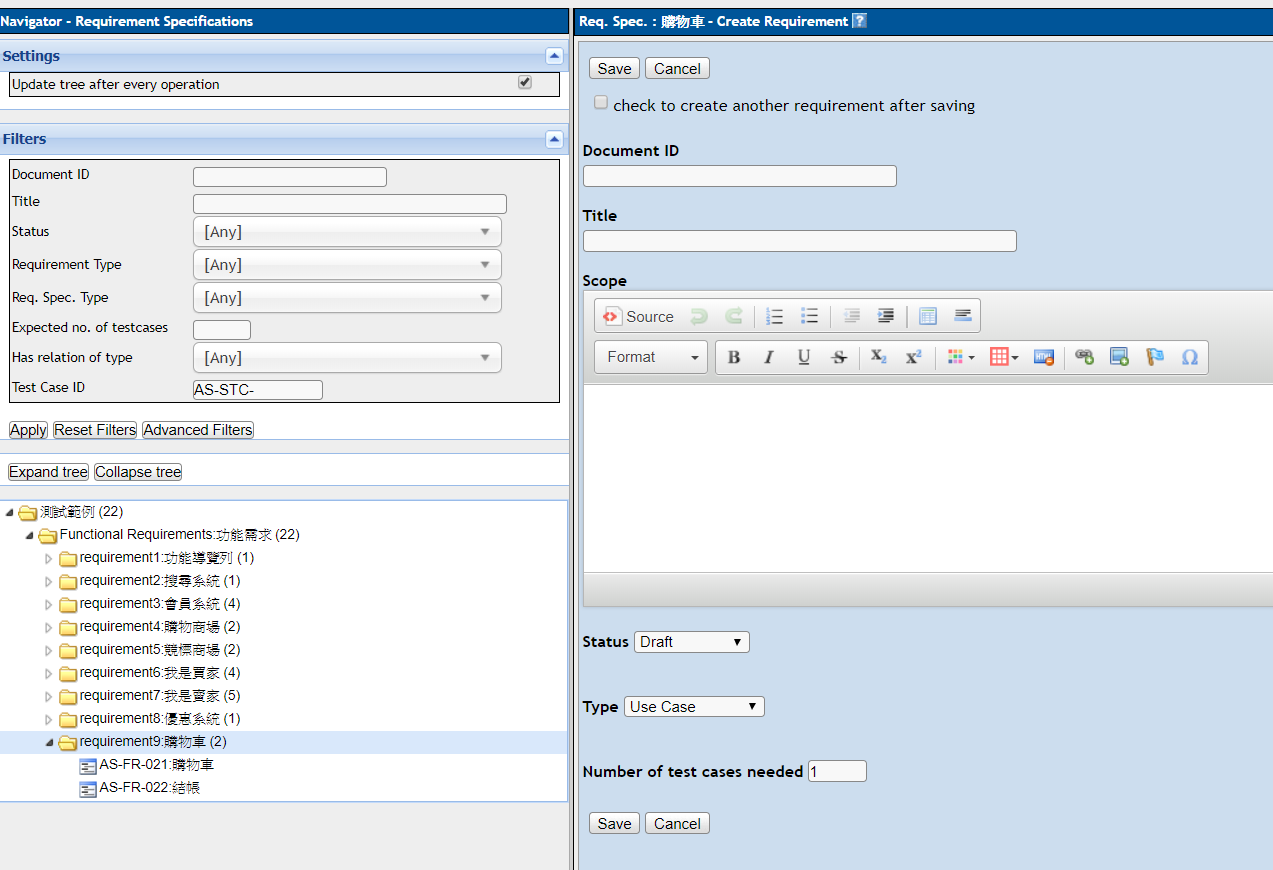 Navigator - Requirement Specifications
Settings
Update tree after every operation
Filters
Document ID
Title
Status [Any]
Requirement Type [Any]
Req. Spec. Type [Any]
Expected no. of testcases
Has relation of type [Any]
Test Case ID AS-STC-
Apply Reset Filters Advanced Filters
Expand tree Collapse tree
測試範例 (22)
Functional Requirements:功能需求 (22)
requirement1:功能導覽列 (1)
requirement2:搜尋系統 (1)
requirement3:會員系統 (4)
requirement4:購物商場 (2)
requirement5:競標商場 (2)
requirement6:我是買家 (4)
requirement7:我是賣家 (5)
requirement8:優惠系統 (1)
requirement9:購物車 (2)
AS-FR-021:購物車
AS-FR-022:結帳
Req. Spec. : 購物車 - Create Requirement ?
Save Cancel
check to create another requirement after saving
Document ID
Title
Scope
Source
Format B I U S X2 X2 HTML Ω
Status Draft
Type Use Case
Number of test cases needed 1
Save Cancel